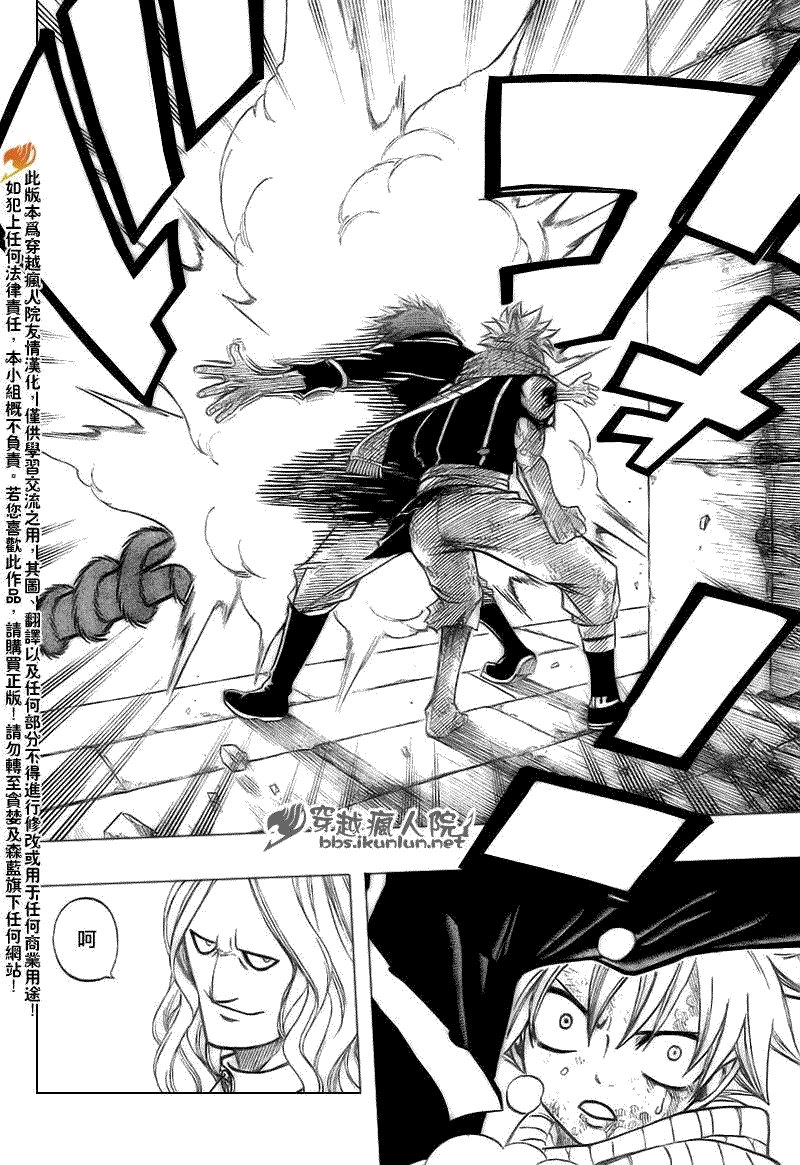 此版本爲穿越瘋人院友情漢化！僅供學習交流之用，其圖、翻譯以及任何部分不得進行修改或用于任何商業用途！
如犯上任何法律責任，本小組概不負責。若您喜歡此作品，請購買正版！請勿轉至貪婪及森藍旗下任何網站！
穿越瘋人院
bbs.ikunlun.net
呵